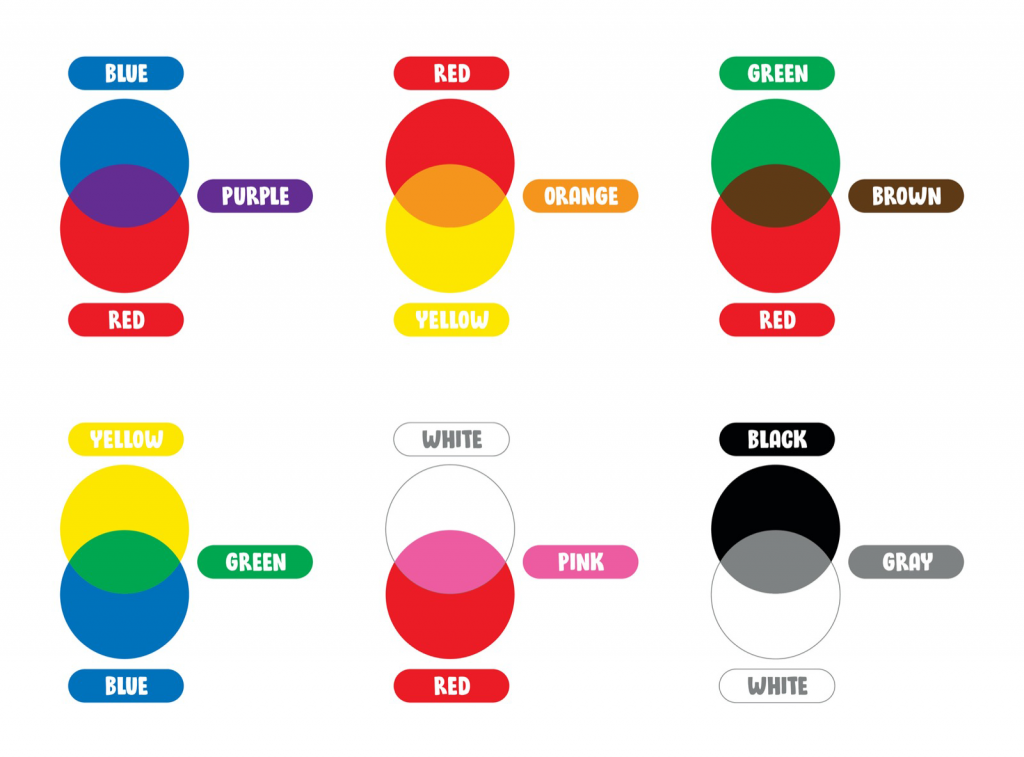 BLUE
PURPLE
RED
RED
ORANGE
YELLOW
GREEN
BROWN
RED
YELLOW
GREEN
BLUE
WHITE
PINK
RED
BLACK
GRAY
WHITE